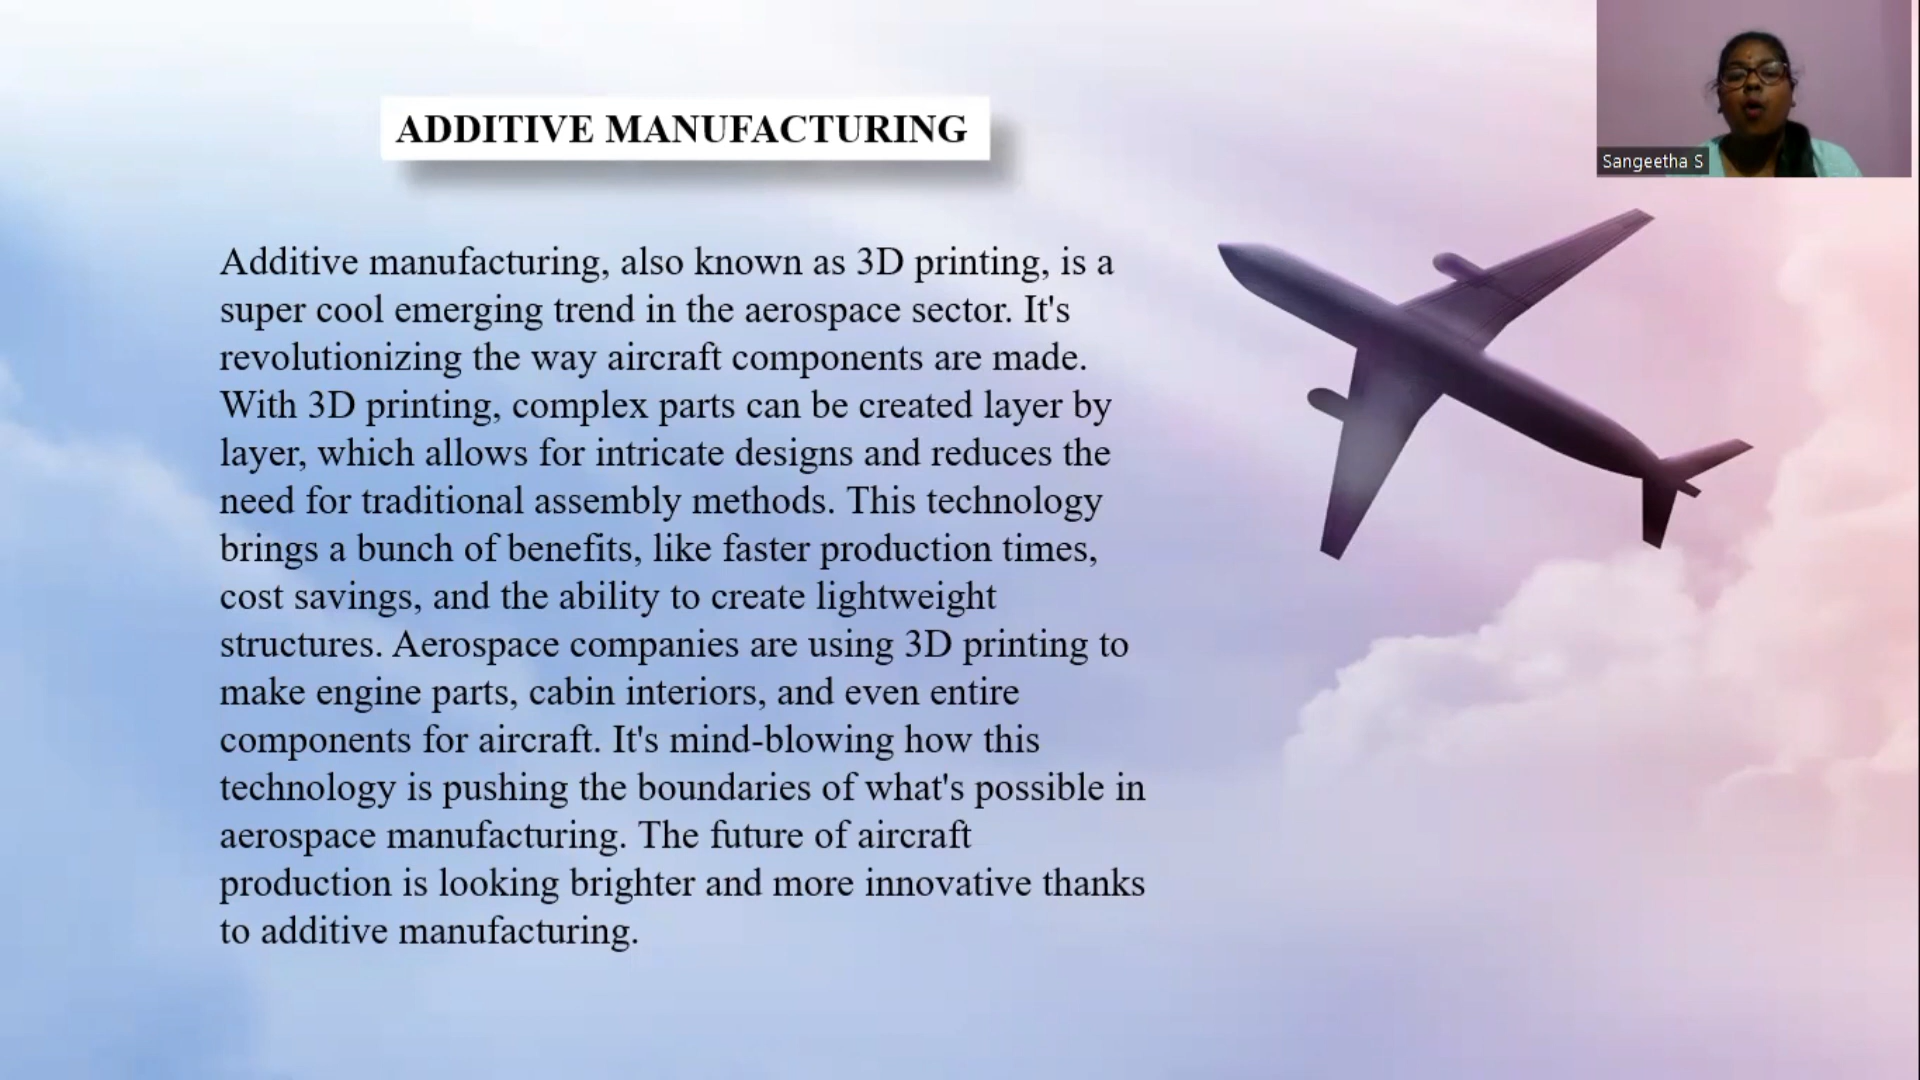 ADDITIVE MANUFACTURING
Sangeetha S
Additive manufacturing, also known as 3D printing, is a
super cool emerging trend in the aerospace sector. It's
revolutionizing the way aircraft components are made.
With 3D printing, complex parts can be created layer by
layer, which allows for intricate designs and reduces the
need for traditional assembly methods. This technology
brings a bunch of benefits, like faster production times,
cost savings, and the ability to create lightweight
structures. Aerospace companies are using 3D printing to
make engine parts, cabin interiors, and even entire
components for aircraft. It's mind-blowing how this
technology is pushing the boundaries of what's possible in
aerospace manufacturing. The future of aircraft
production is looking brighter and more innovative thanks
to additive manufacturing.